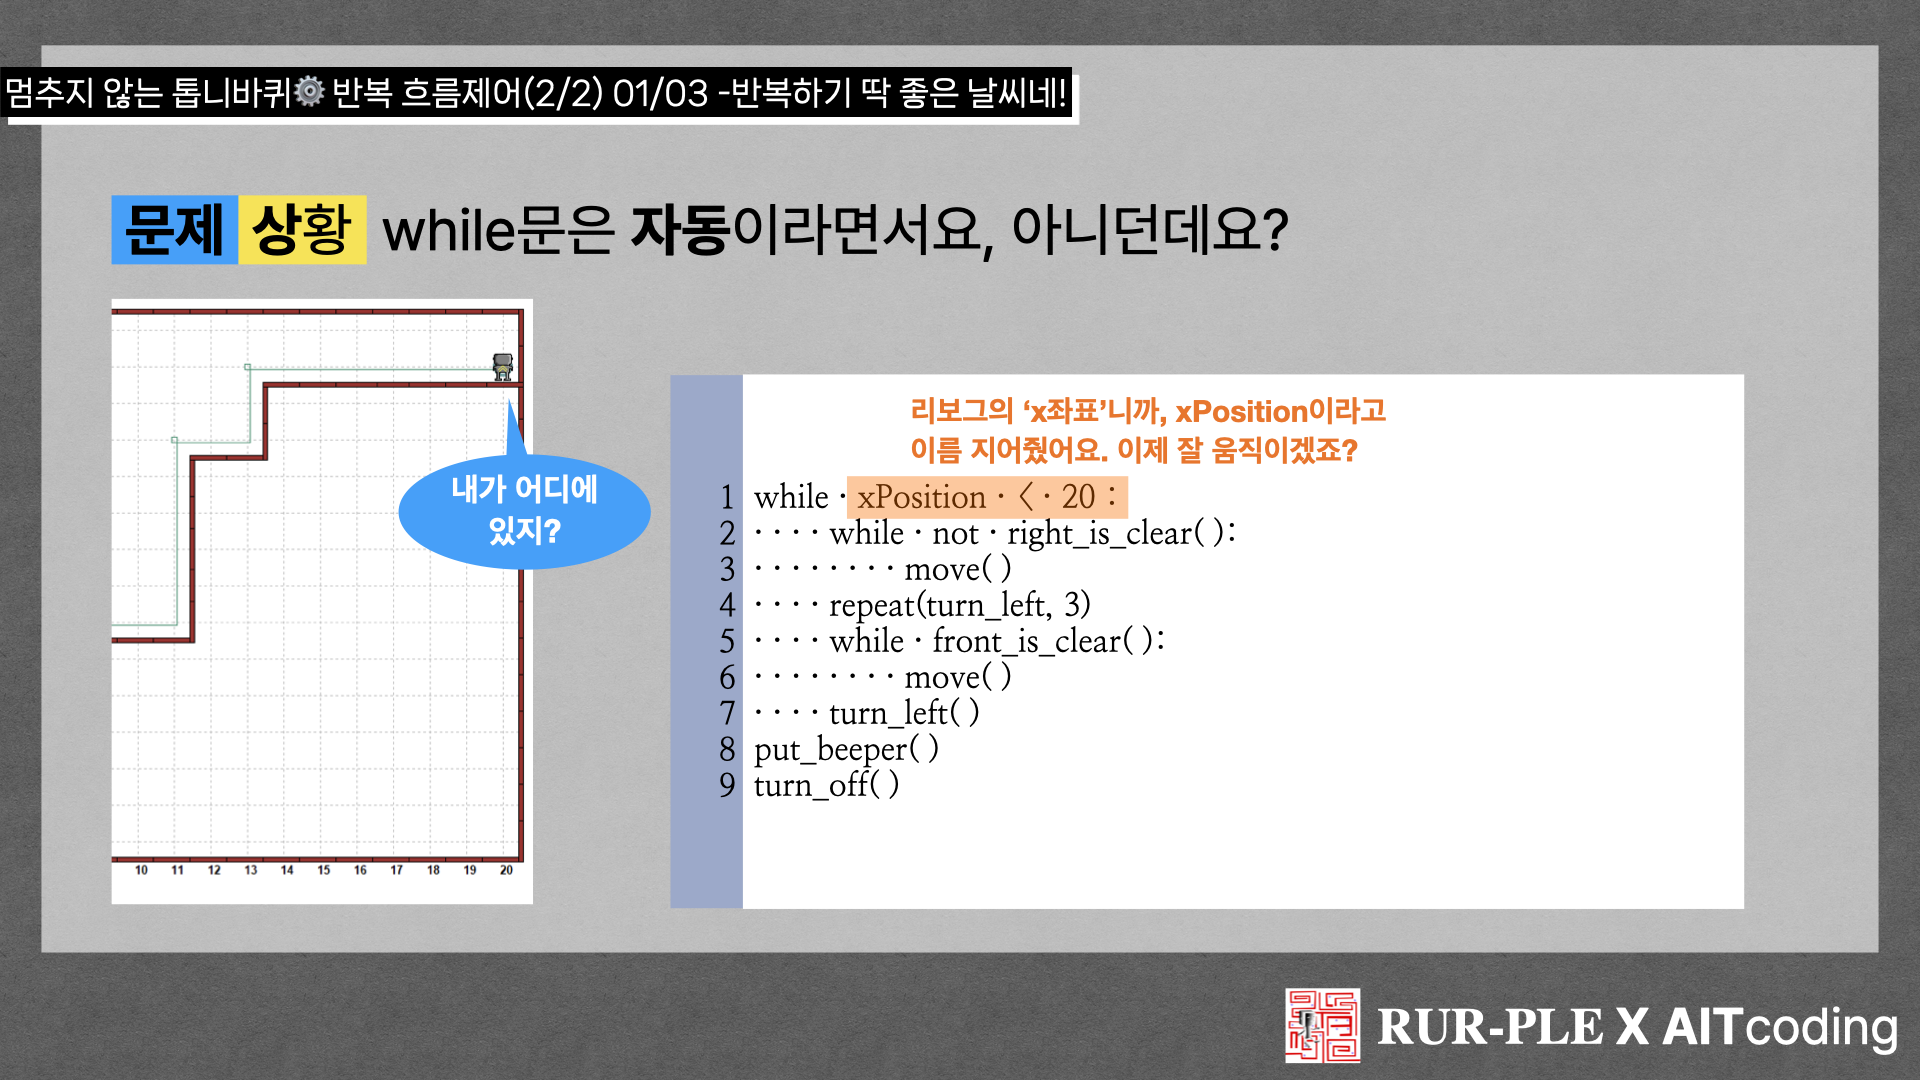 멈추지 않는 톱니바퀴⚙️ 반복 흐름제어(2/2) 01/03 -반복하기 딱 좋은 날씨네!
문제 상황 while문은 자동이라면서요, 아니던데요?
내가 어디에
있지?
10 11 12 13 14 15 16 17 18 19 20
리보그의 ‘x좌표’니까, xPosition이라고
이름 지어줬어요. 이제 잘 움직이겠죠?
1 while · xPosition · < · 20 :
2 · · · · while · not · right_is_clear( ):
3 · · · · · · · · move( )
4 · · · · repeat(turn_left, 3)
5 · · · · while · front_is_clear( ):
6 · · · · · · · · move( )
7 · · · · turn_left( )
8 put_beeper( )
9 turn_off( )
RUR-PLE X AITcoding